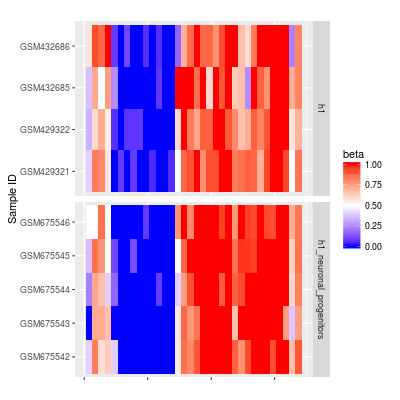 Sample ID
GSM432686
GSM432685
GSM429322
GSM429321
h1
GSM675546
GSM675545
GSM675544
GSM675543
GSM675542
h1_neuronal_progenitors
beta
1.00
0.75
0.50
0.25
0.00